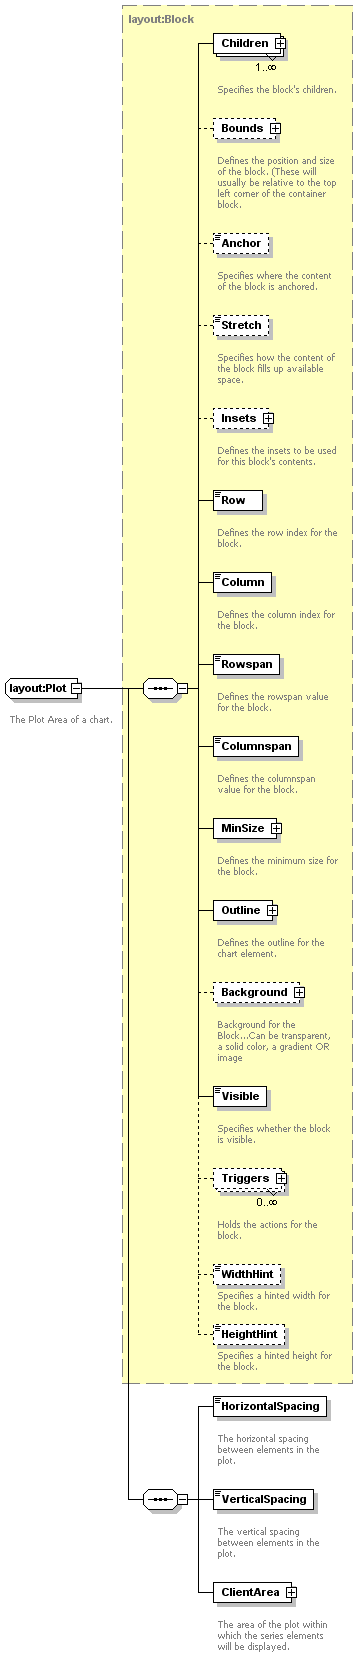 layout:Block
Children
1..∞
Specifies the block's children.
Bounds
Defines the position and size
of the block. (These will
usually be relative to the top
left corner of the container
block.
Anchor
Specifies where the content
of the block is anchored.
Stretch
Specifies how the content of
the block fills up available
space.
Insets
Defines the insets to be used
for this block's contents.
Row
Defines the row index for the
block.
Column
Defines the column index for
the block.
Rowspan
Defines the rowspan value
for the block.
layout:Plot
The Plot Area of a chart.
Columnspan
Defines the columnspan
value for the block.
MinSize
Defines the minimum size for
the block.
Outline
Defines the outline for the
chart element.
Background
Background for the
Block...Can be transparent,
a solid color, a gradient OR
image
Visible
Specifies whether the block
is visible.
Triggers
0..∞
Holds the actions for the
block.
WidthHint
Specifies a hinted width for
the block.
HeightHint
Specifies a hinted height for
the block.
HorizontalSpacing
The horizontal spacing
between elements in the
plot.
VerticalSpacing
The vertical spacing
between elements in the
plot.
ClientArea
The area of the plot within
which the series elements
will be displayed.